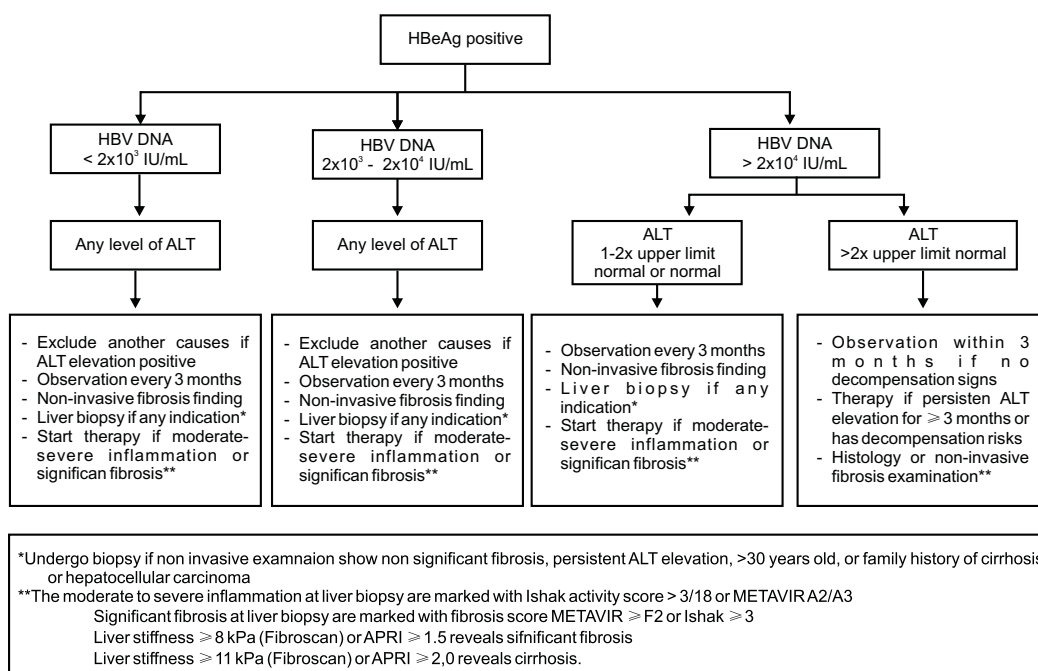 HBeAg positive
HBV DNA
< 2x10³ IU/mL
HBV DNA
2x10³ - 2x10⁴ IU/mL
HBV DNA
> 2x10⁴ IU/mL
Any level of ALT
Any level of ALT
ALT
1-2x upper limit
normal or normal
ALT
>2x upper limit normal
- Exclude another causes if
ALT elevation positive
- Observation every 3 months
- Non-invasive fibrosis finding
- Liver biopsy if any indication*
- Start therapy if moderate-
severe inflammation or
significan fibrosis**
- Exclude another causes if
ALT elevation positive
- Observation every 3 months
- Non-invasive fibrosis finding
- Liver biopsy if any indication*
- Start therapy if moderate-
severe inflammation or
significan fibrosis**
- Observation every 3 months
- Non-invasive fibrosis finding
- Liver biopsy if any
indication*
- Start therapy if moderate-
severe inflammation or
significan fibrosis**
- Observation within 3
months if no
decompensation signs
- Therapy if persisten ALT
elevation for ⩾ 3 months or
has decompensation risks
- Histology or non-invasive
fibrosis examination**
*Undergo biopsy if non invasive examnaion show non significant fibrosis, persistent ALT elevation, >30 years old, or family history of cirrhosis
or hepatocellular carcinoma
**The moderate to severe inflammation at liver biopsy are marked with Ishak activity score > 3/18 or METAVIR A2/A3
Significant fibrosis at liver biopsy are marked with fibrosis score METAVIR ⩾ F2 or Ishak ⩾ 3
Liver stiffness ⩾ 8 kPa (Fibroscan) or APRI ⩾ 1.5 reveals sifnificant fibrosis
Liver stiffness ⩾ 11 kPa (Fibroscan) or APRI ⩾ 2,0 reveals cirrhosis.